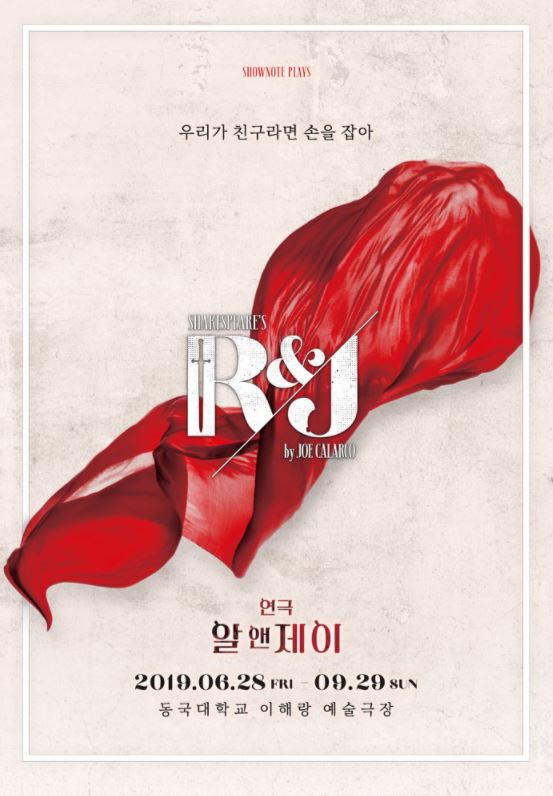 SHOWNOTE PLAYS
우리가 친구라면 손을 잡아
SHAKESPEARE'S
R&J
by JOE CALARCO
연극
알앤제이
2019.06.28 FRI - 09.29 SUN
동국대학교 이해랑 예술극장